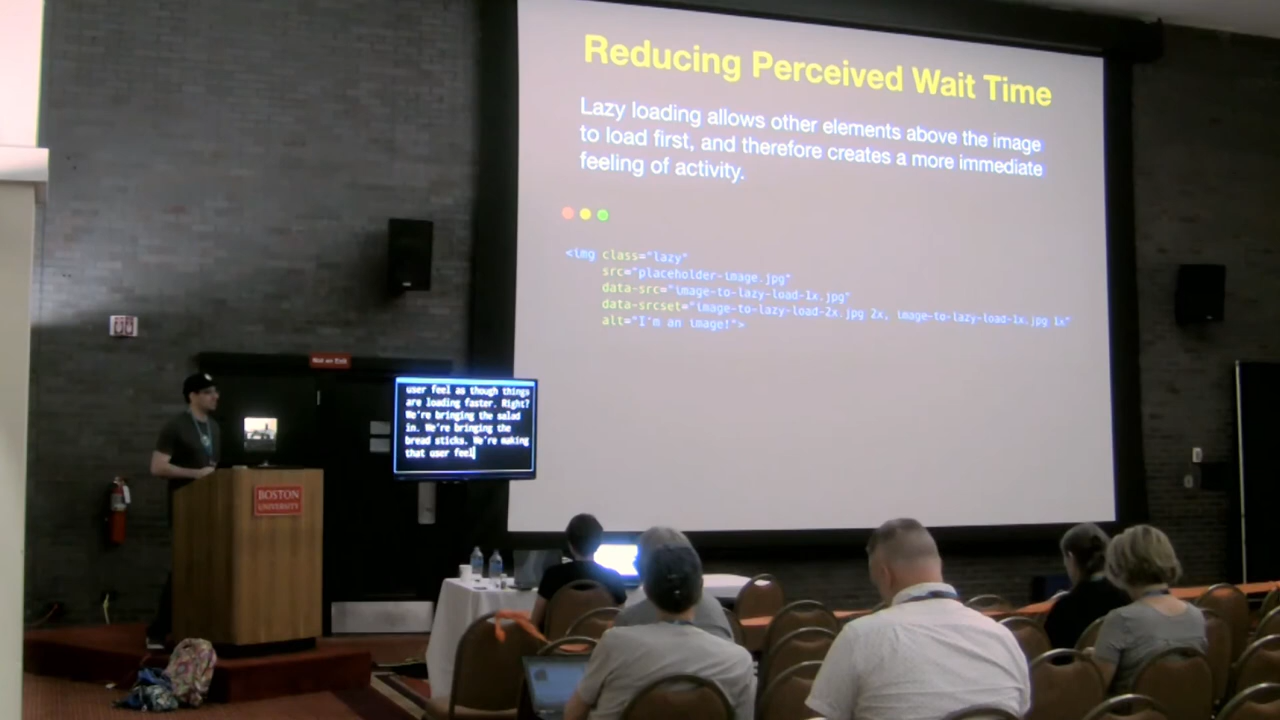 Reducing Perceived Wait Time
Lazy loading allows other elements above the image
to load first, and therefore creates a more immediate
feeling of activity.
<img class="lazy"
src="placeholder-image.jpg"
data-src="image-to-lazy-load-1x.jpg"
data-srcset="image-to-lazy-load-2x.jpg 2x, image-to-lazy-load-1x.jpg 1x"
alt="I'm an image!">
Not an Exit
user feel as though things
are loading faster. Right?
We're bringing the salad
in. We're bringing the
bread sticks. We're making
that user feel
BOSTON
UNIVERSITY